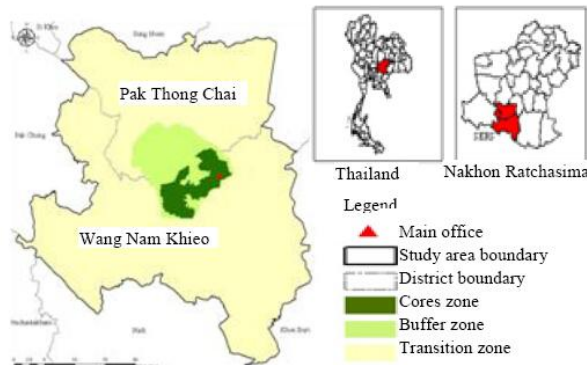 Pak Thong Chai
Wang Nam Khieo
Thailand
Nakhon Ratchasima
Legend
Main office
Study area boundary
District boundary
Cores zone
Buffer zone
Transition zone